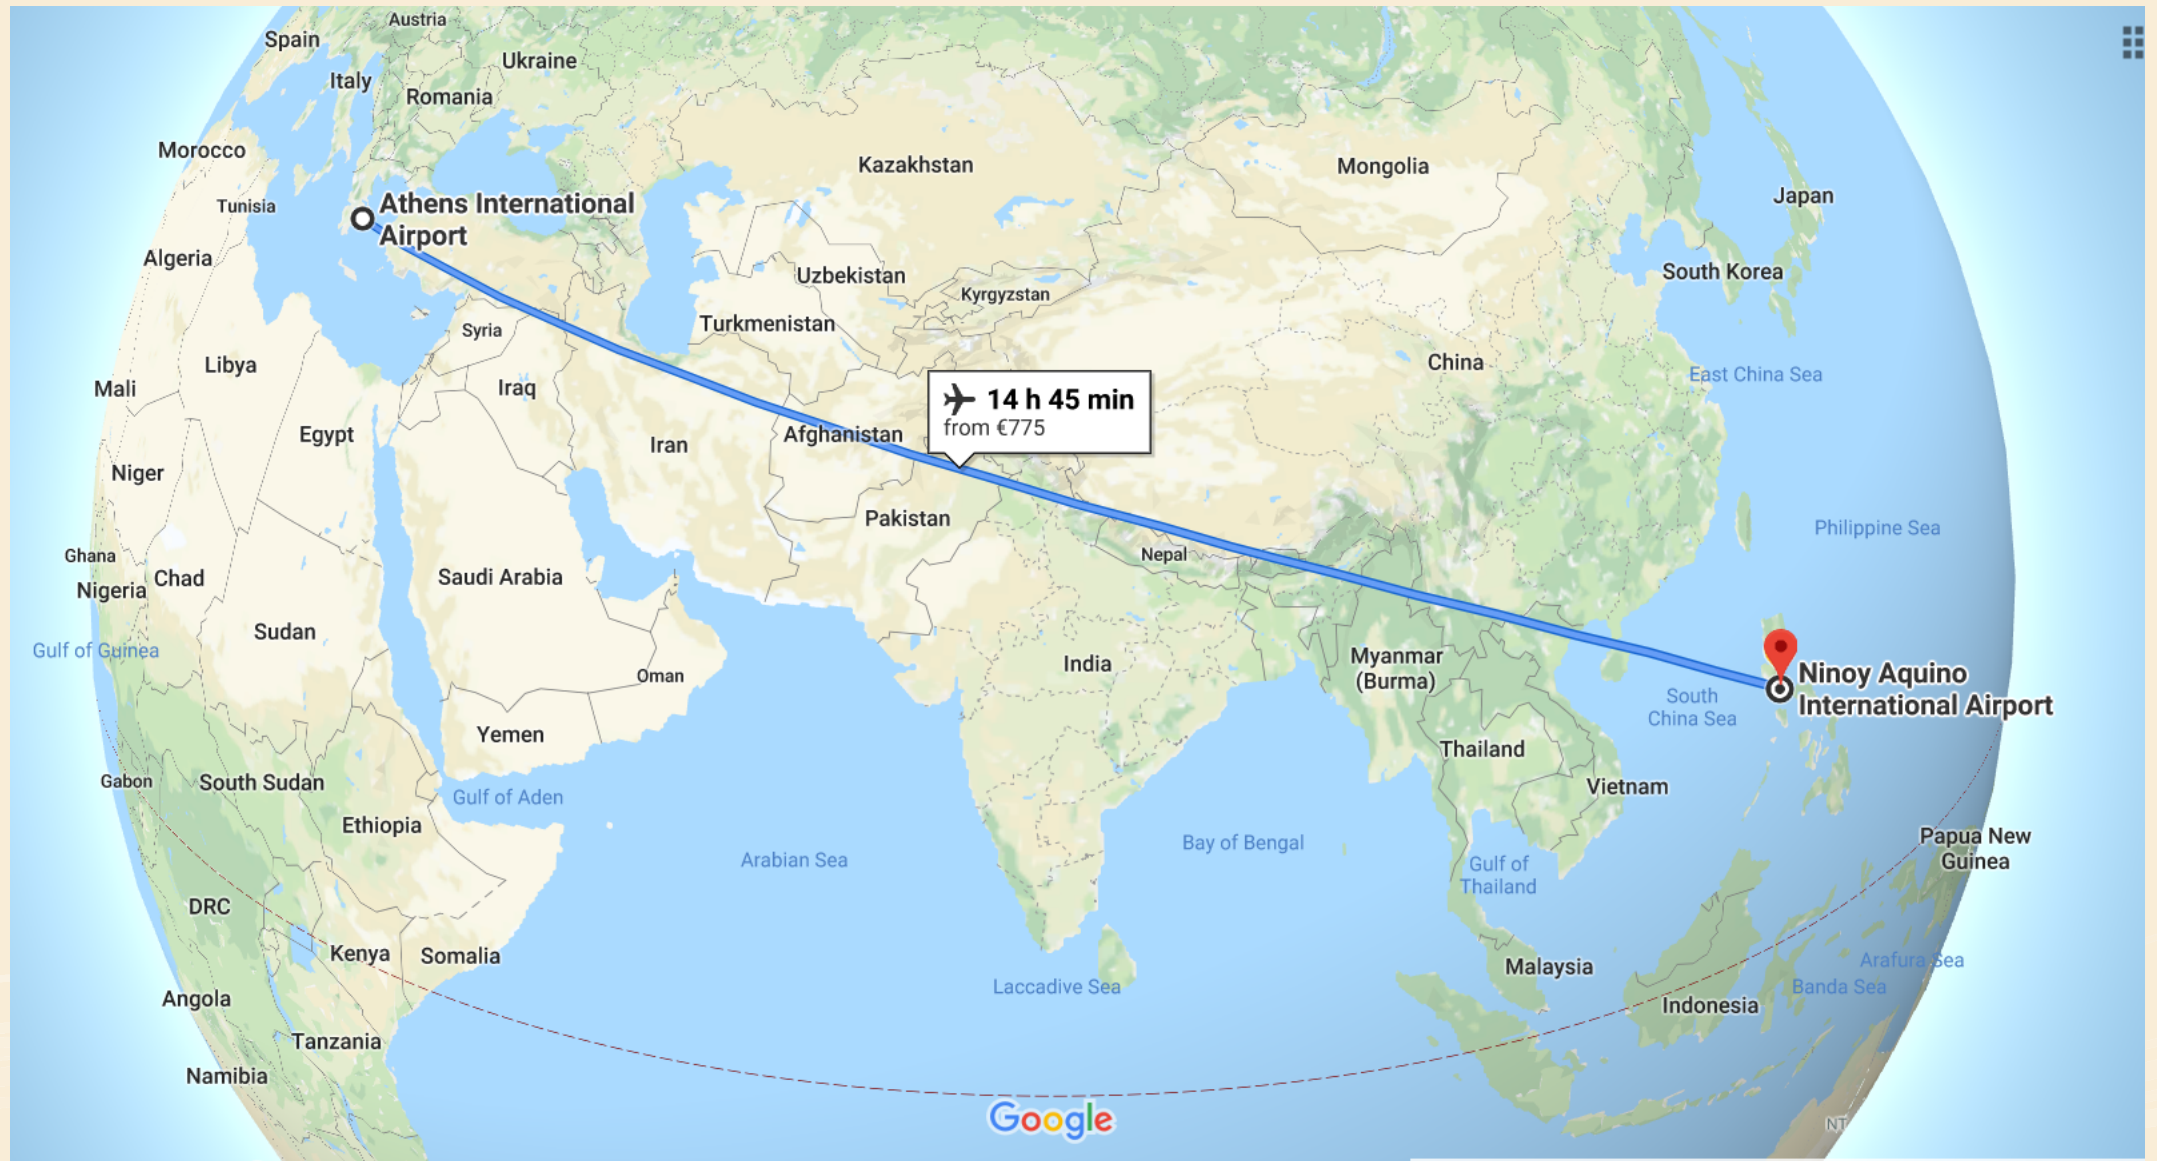 Austria
Spain
Ukraine
Italy
Romania
Morocco
Kazakhstan
Mongolia
Japan
Tunisia
Athens International
Airport
Algeria
Uzbekistan
South Korea
Kyrgyzstan
Turkmenistan
Syria
Libya
China
East China Sea
Mali
Iraq
14 h 45 min
from €775
Egypt
Iran
Afghanistan
Niger
Pakistan
Philippine Sea
Ghana
Nepal
Chad
Nigeria
Saudi Arabia
Sudan
Gulf of Guinea
India
Myanmar
(Burma)
Oman
Ninoy Aquino
International Airport
South
China Sea
Yemen
Thailand
Gabon
South Sudan
Vietnam
Gulf of Aden
Ethiopia
Bay of Bengal
Papua New
Guinea
Arabian Sea
Gulf of
Thailand
DRC
Kenya
Somalia
Malaysia
Arafura Sea
Laccadive Sea
Banda Sea
Angola
Indonesia
Tanzania
Namibia
Google
NT